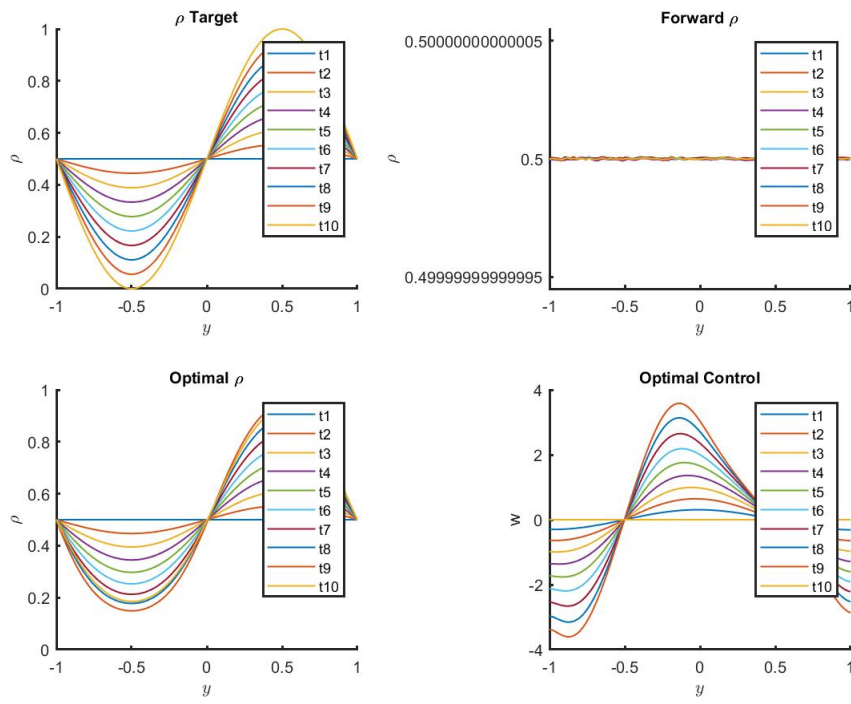 ρ Target
1
0.8
0.6
0.4
0.2
0
ρ
-1 -0.5 0 0.5 1
y
t1
t2
t3
t4
t5
t6
t7
t8
t9
t10
Forward ρ
0.50000000000005
0.5
0.49999999999995
ρ
-1 -0.5 0 0.5 1
y
t1
t2
t3
t4
t5
t6
t7
t8
t9
t10
Optimal ρ
1
0.8
0.6
0.4
0.2
0
ρ
-1 -0.5 0 0.5 1
y
t1
t2
t3
t4
t5
t6
t7
t8
t9
t10
Optimal Control
4
2
0
-2
-4
w
-1 -0.5 0 0.5 1
y
t1
t2
t3
t4
t5
t6
t7
t8
t9
t10